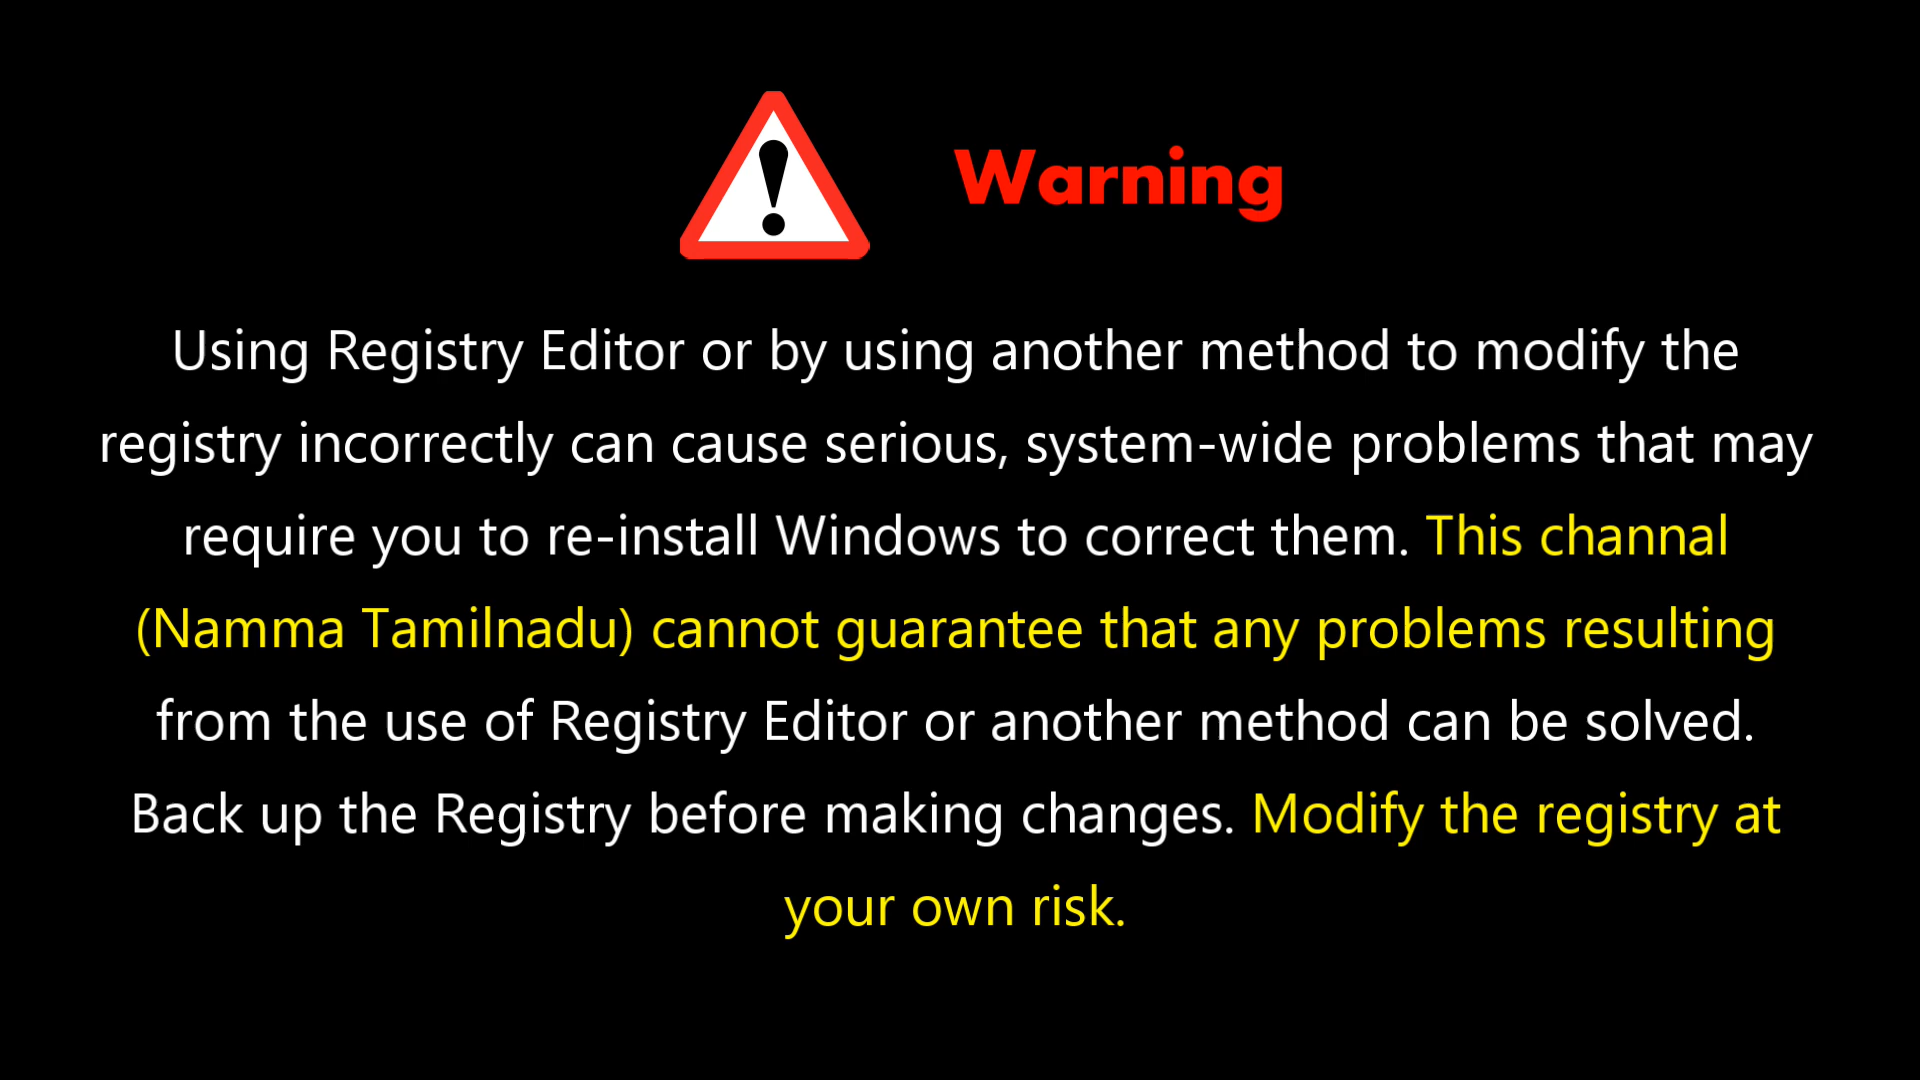 Warning
Using Registry Editor or by using another method to modify the
registry incorrectly can cause serious, system-wide problems that may
require you to re-install Windows to correct them. This channal
(Namma Tamilnadu) cannot guarantee that any problems resulting
from the use of Registry Editor or another method can be solved.
Back up the Registry before making changes. Modify the registry at
your own risk.